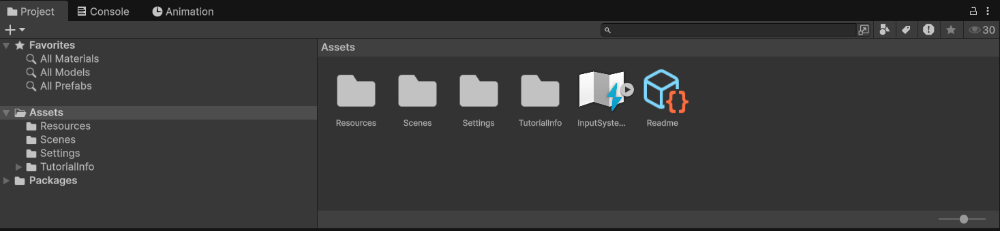 Project Console Animation
30
Favorites
All Materials
All Models
All Prefabs
Assets
Resources
Scenes
Settings
TutorialInfo
Packages
Assets
Resources Scenes Settings TutorialInfo InputSyste... Readme